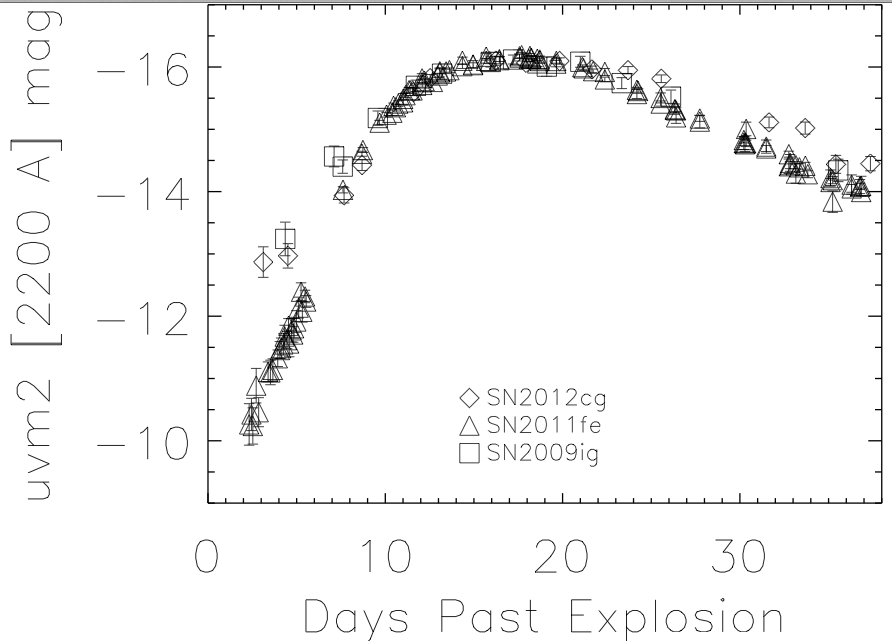 uvm2 [2200 A] mag
-16
-14
-12
-10
SN2012cg
SN2011fe
SN2009ig
0 10 20 30
Days Past Explosion